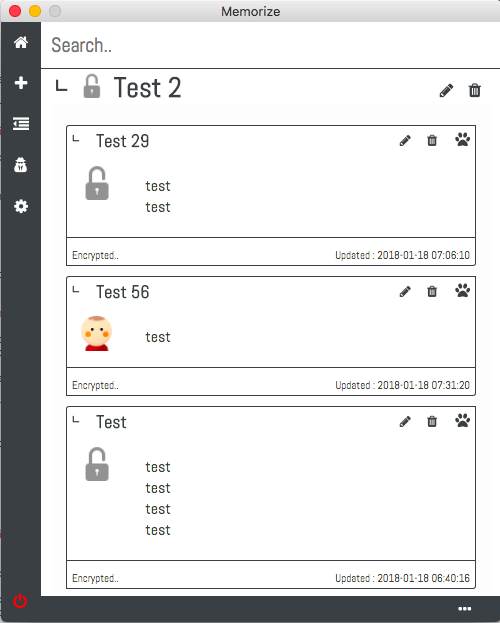 Memorize
Search..
Test 2
Test 29
test
test
Encrypted.. Updated : 2018-01-18 07:06:10
Test 56
test
Encrypted.. Updated : 2018-01-18 07:31:20
Test
test
test
test
test
Encrypted.. Updated : 2018-01-18 06:40:16